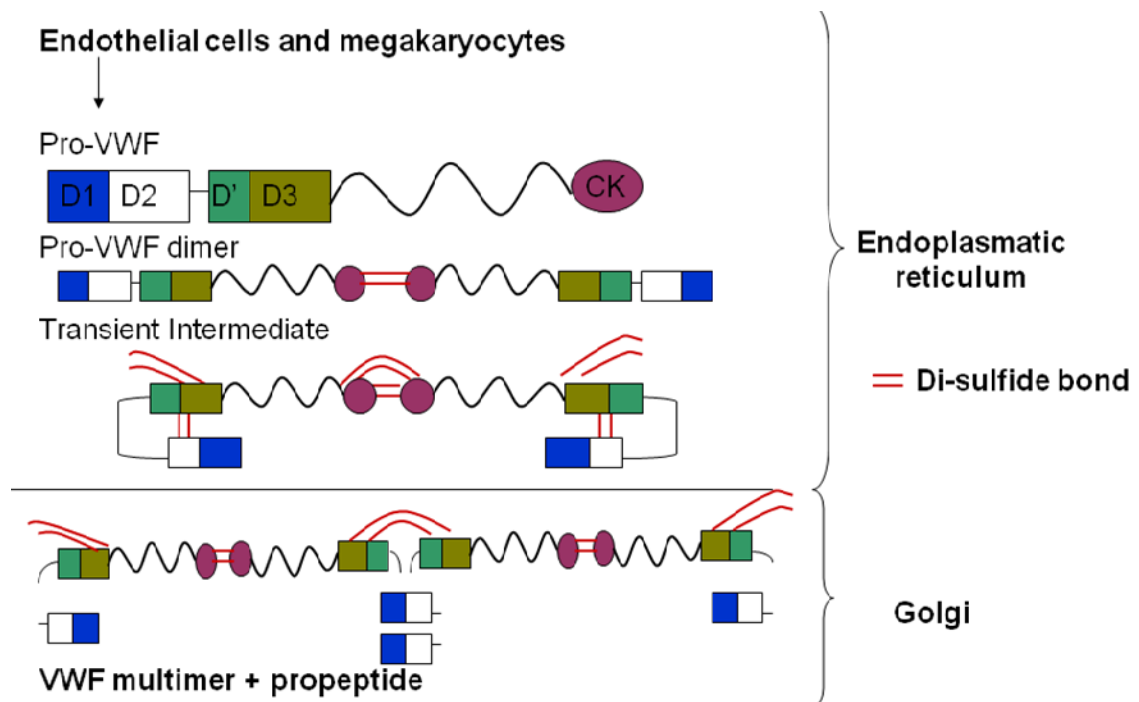 Endothelial cells and megakaryocytes
Pro-VWF
D1 D2 D' D3 CK
Pro-VWF dimer
Endoplasmatic
reticulum
Transient Intermediate
Di-sulfide bond
Golgi
VWF multimer + propeptide